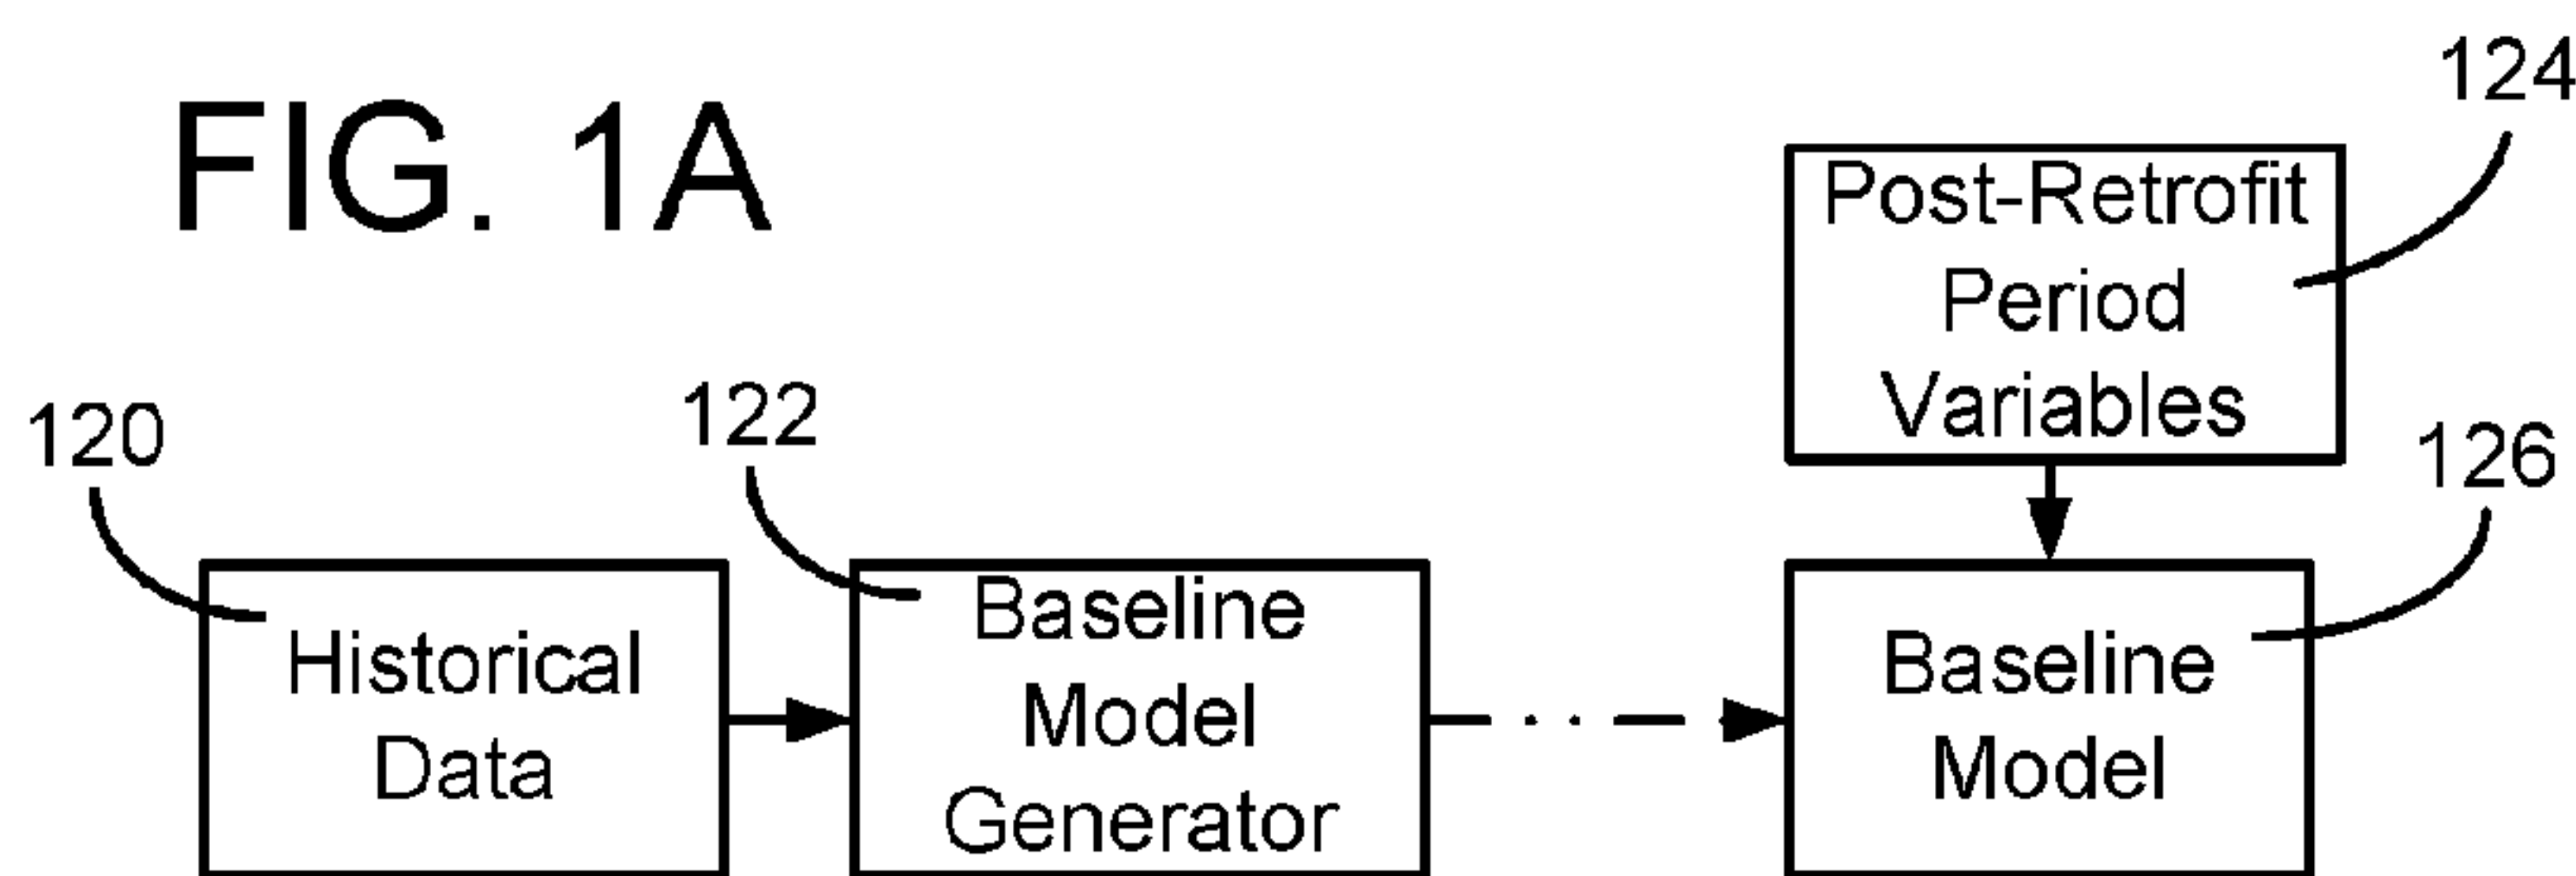 FIG. 1A
124
Post-Retrofit
Period
Variables
120
122
126
Historical
Data
Baseline
Model
Generator
Baseline
Model